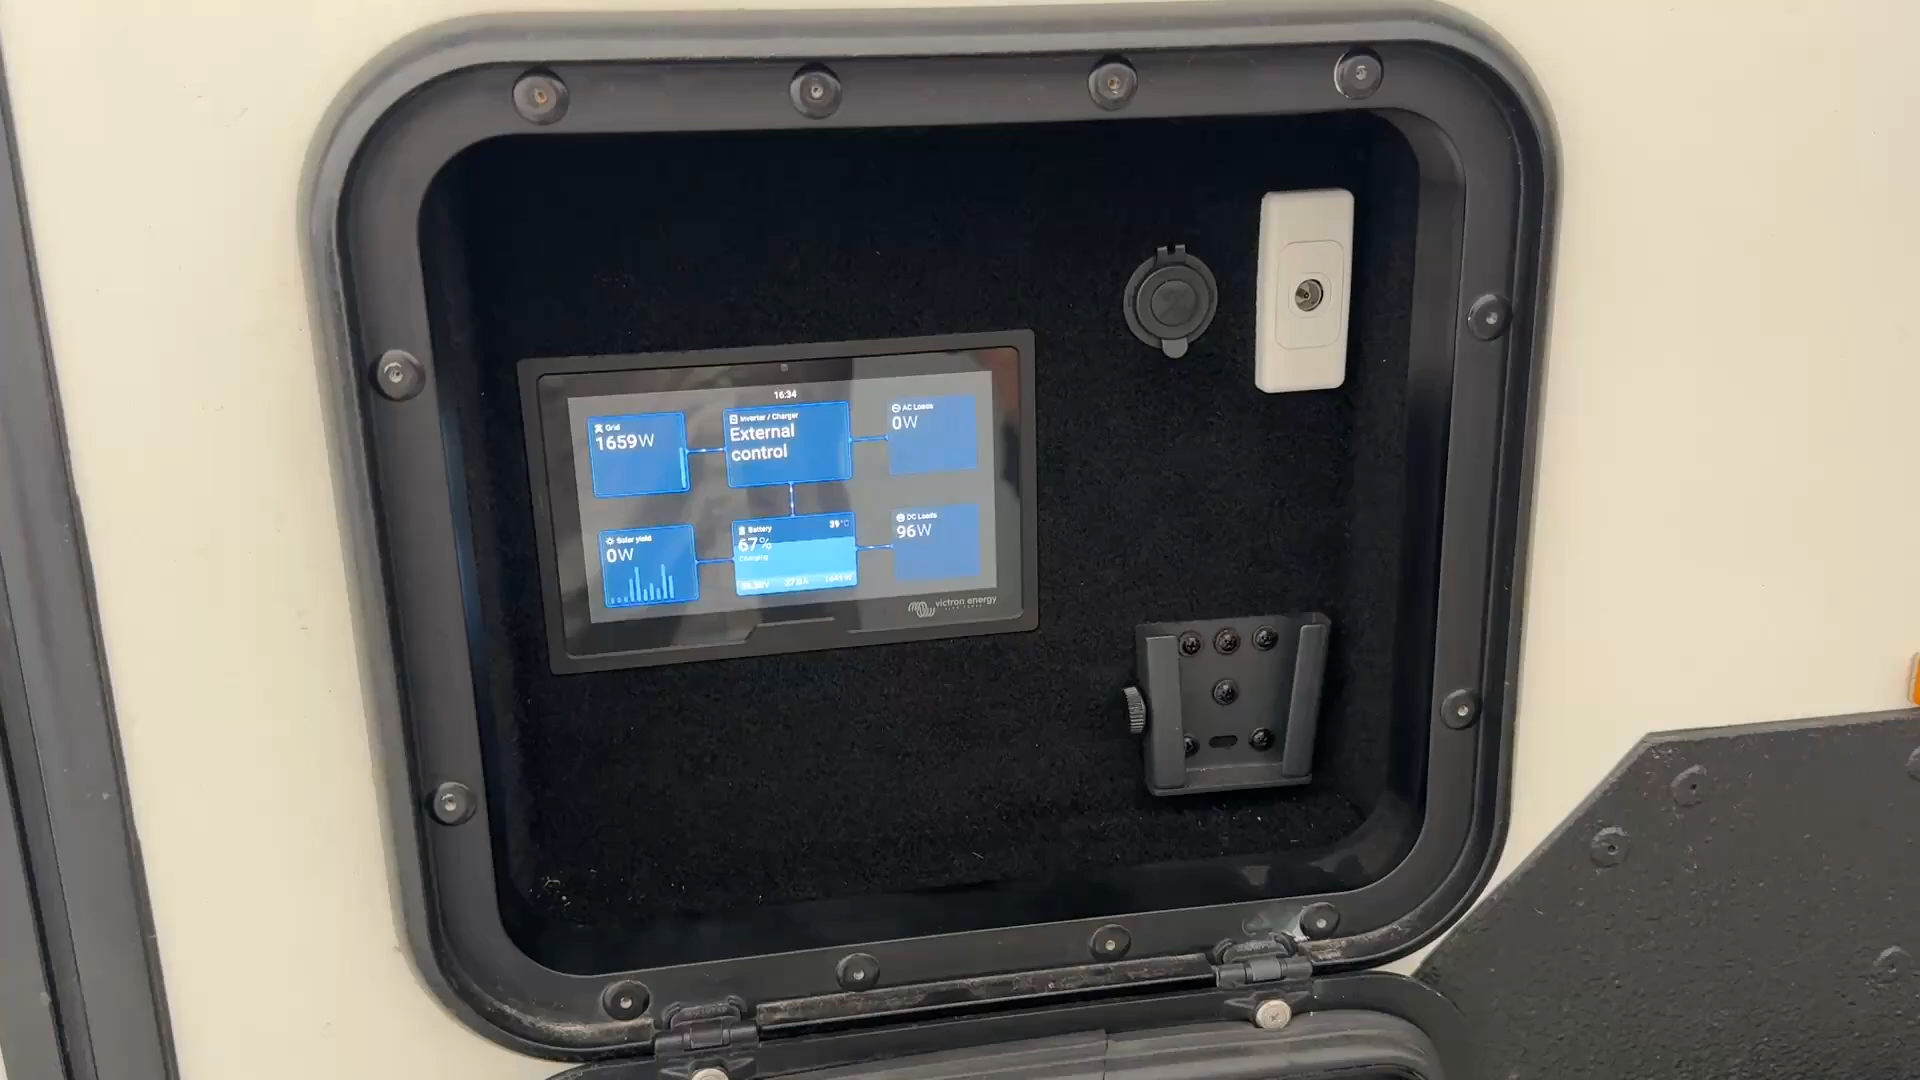 16:34
Grid
1659W
Inverter / Charger
External
control
AC Loads
0W
Solar yield
0W
Battery
39°C
67%
Charging
DC Loads
96W
victron energy